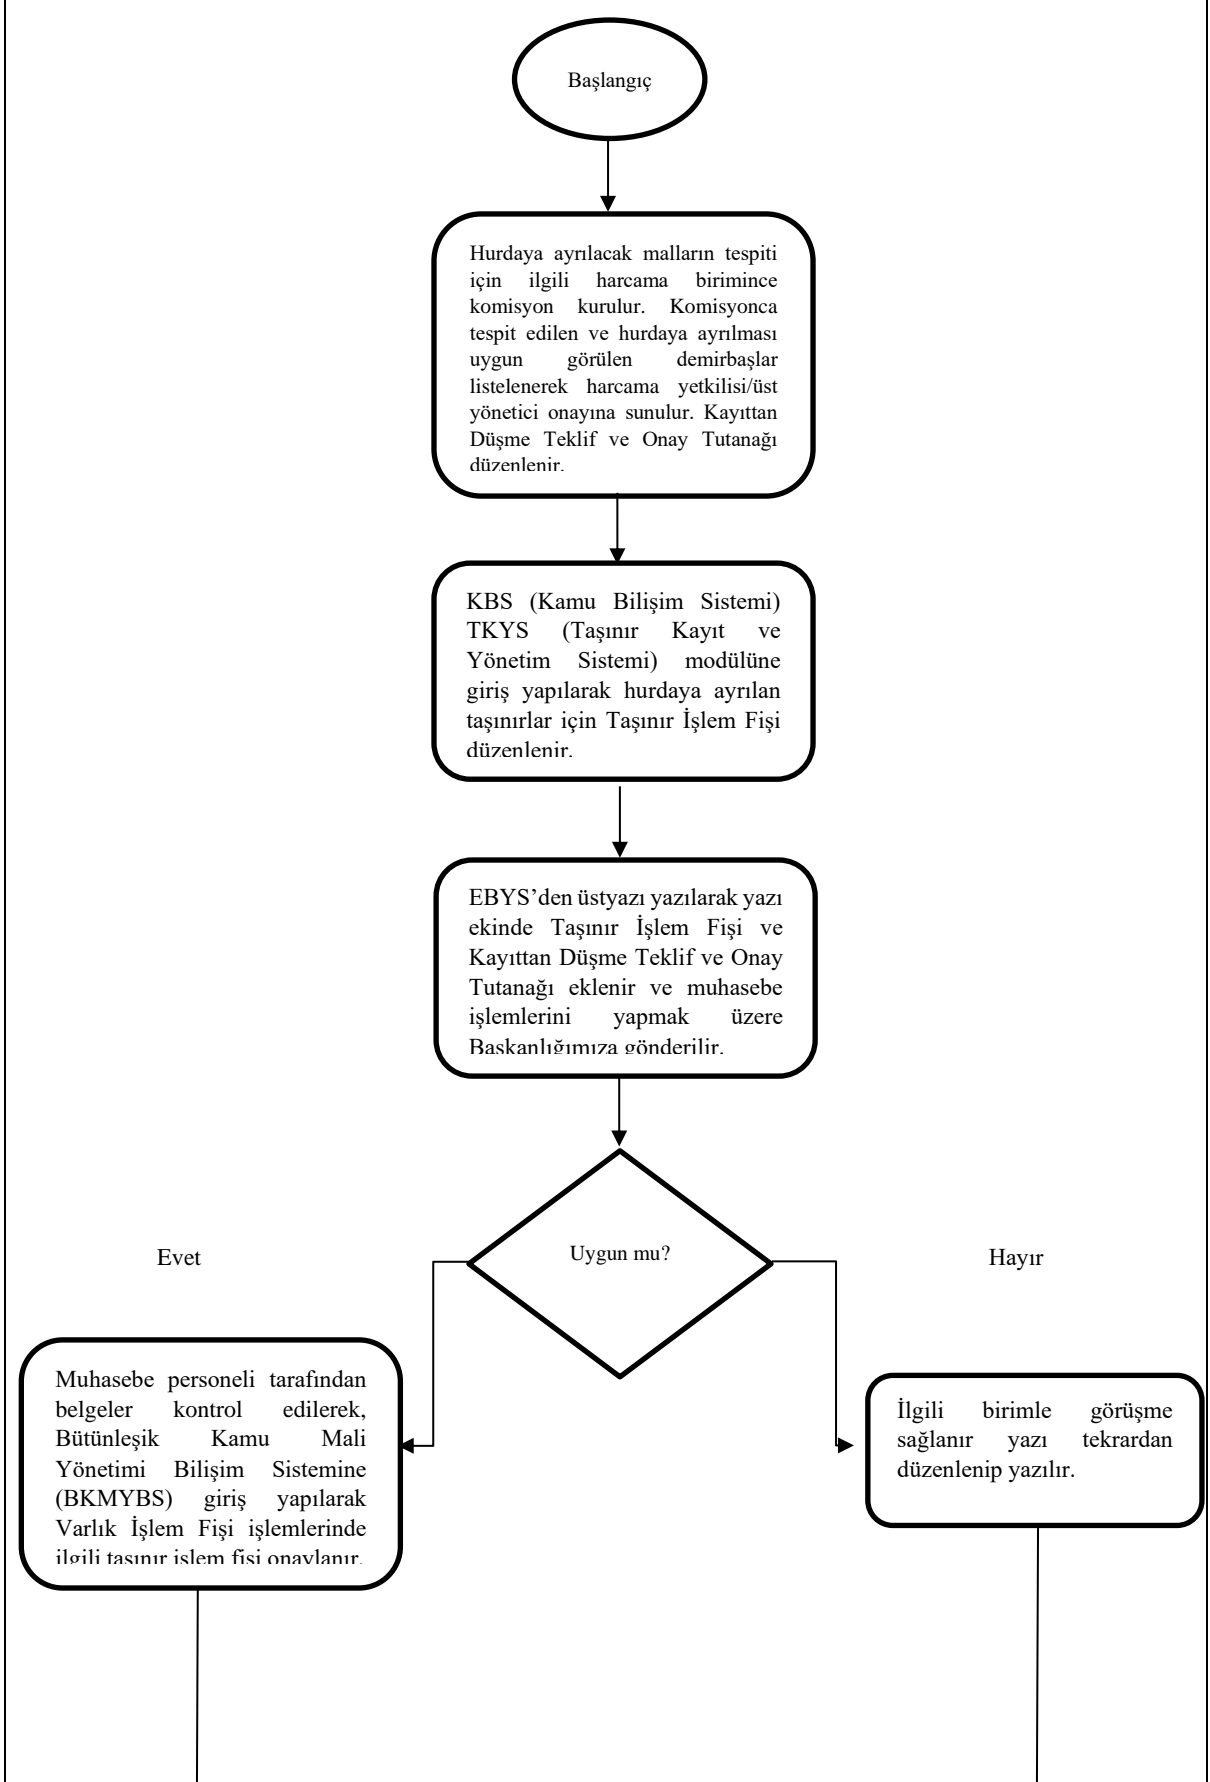 Başlangıç
Hurdaya ayrılacak malların tespiti
için ilgili harcama birimince
komisyon kurulur. Komisyonca
tespit edilen ve hurdaya ayrılması
uygun görülen demirbaşlar
listelenerek harcama yetkilisi/üst
yönetici onayına sunulur. Kayıttan
Düşme Teklif ve Onay Tutanağı
düzenlenir.
KBS (Kamu Bilişim Sistemi)
TKYS (Taşınır Kayıt ve
Yönetim Sistemi) modülüne
giriş yapılarak hurdaya ayrılan
taşınırlar için Taşınır İşlem Fişi
düzenlenir.
EBYS’den üstyazı yazılarak yazı
ekinde Taşınır İşlem Fişi ve
Kayıttan Düşme Teklif ve Onay
Tutanağı eklenir ve muhasebe
işlemlerini yapmak üzere
Başkanlığımıza gönderilir.
Uygun mu?
Evet
Hayır
Muhasebe personeli tarafından
belgeler kontrol edilerek,
Bütünleşik Kamu Mali
Yönetimi Bilişim Sistemine
(BKMYBS) giriş yapılarak
Varlık İşlem Fişi işlemlerinde
ilgili taşınır işlem fişi onaylanır.
İlgili birimle görüşme
sağlanır yazı tekrardan
düzenlenip yazılır.